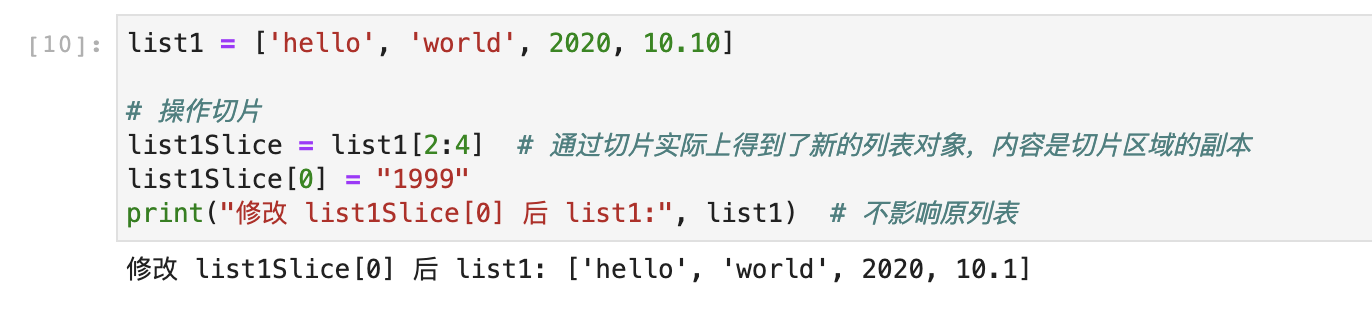 [10]: list1 = ['hello', 'world', 2020, 10.10]
# 操作切片
list1Slice = list1[2:4]  # 通过切片实际上得到了新的列表对象，内容是切片区域的副本
list1Slice[0] = "1999"
print("修改 list1Slice[0] 后 list1:", list1)  # 不影响原列表
修改 list1Slice[0] 后 list1: ['hello', 'world', 2020, 10.1]